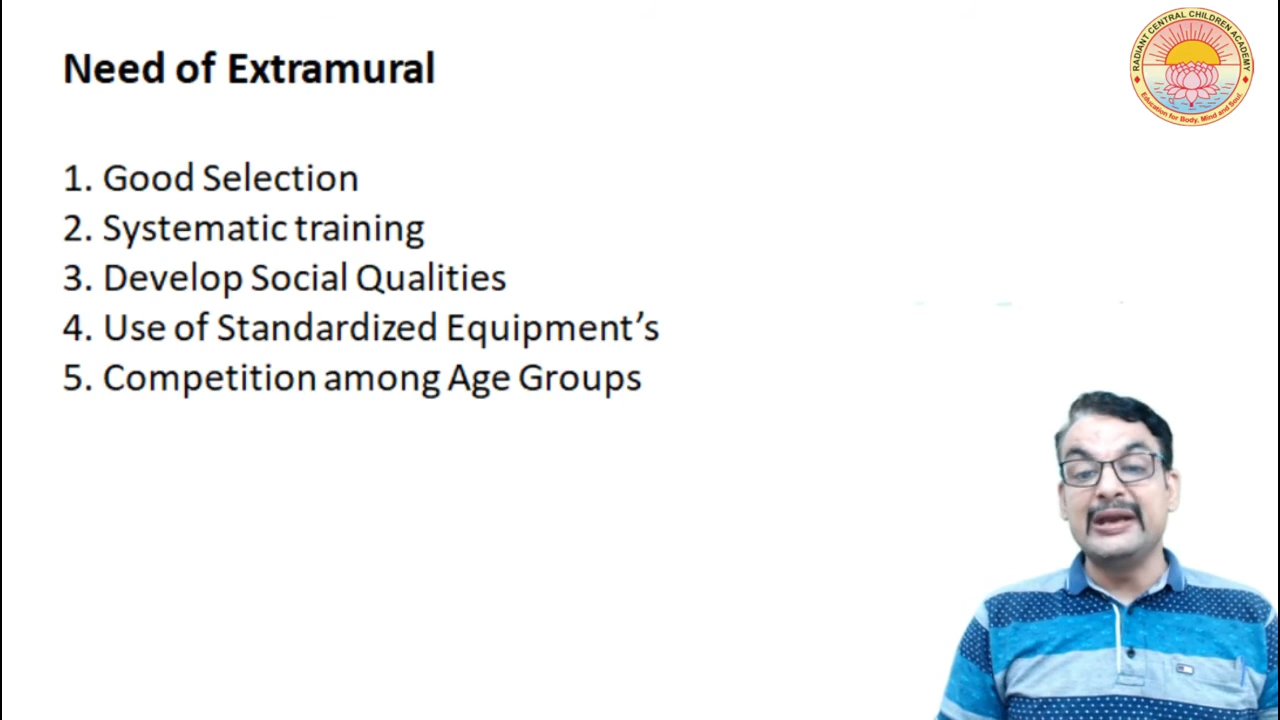 Need of Extramural
RADIANT CENTRAL CHILDREN ACADEMY
Education for Body, Mind and Soul.
1. Good Selection
2. Systematic training
3. Develop Social Qualities
4. Use of Standardized Equipment’s
5. Competition among Age Groups